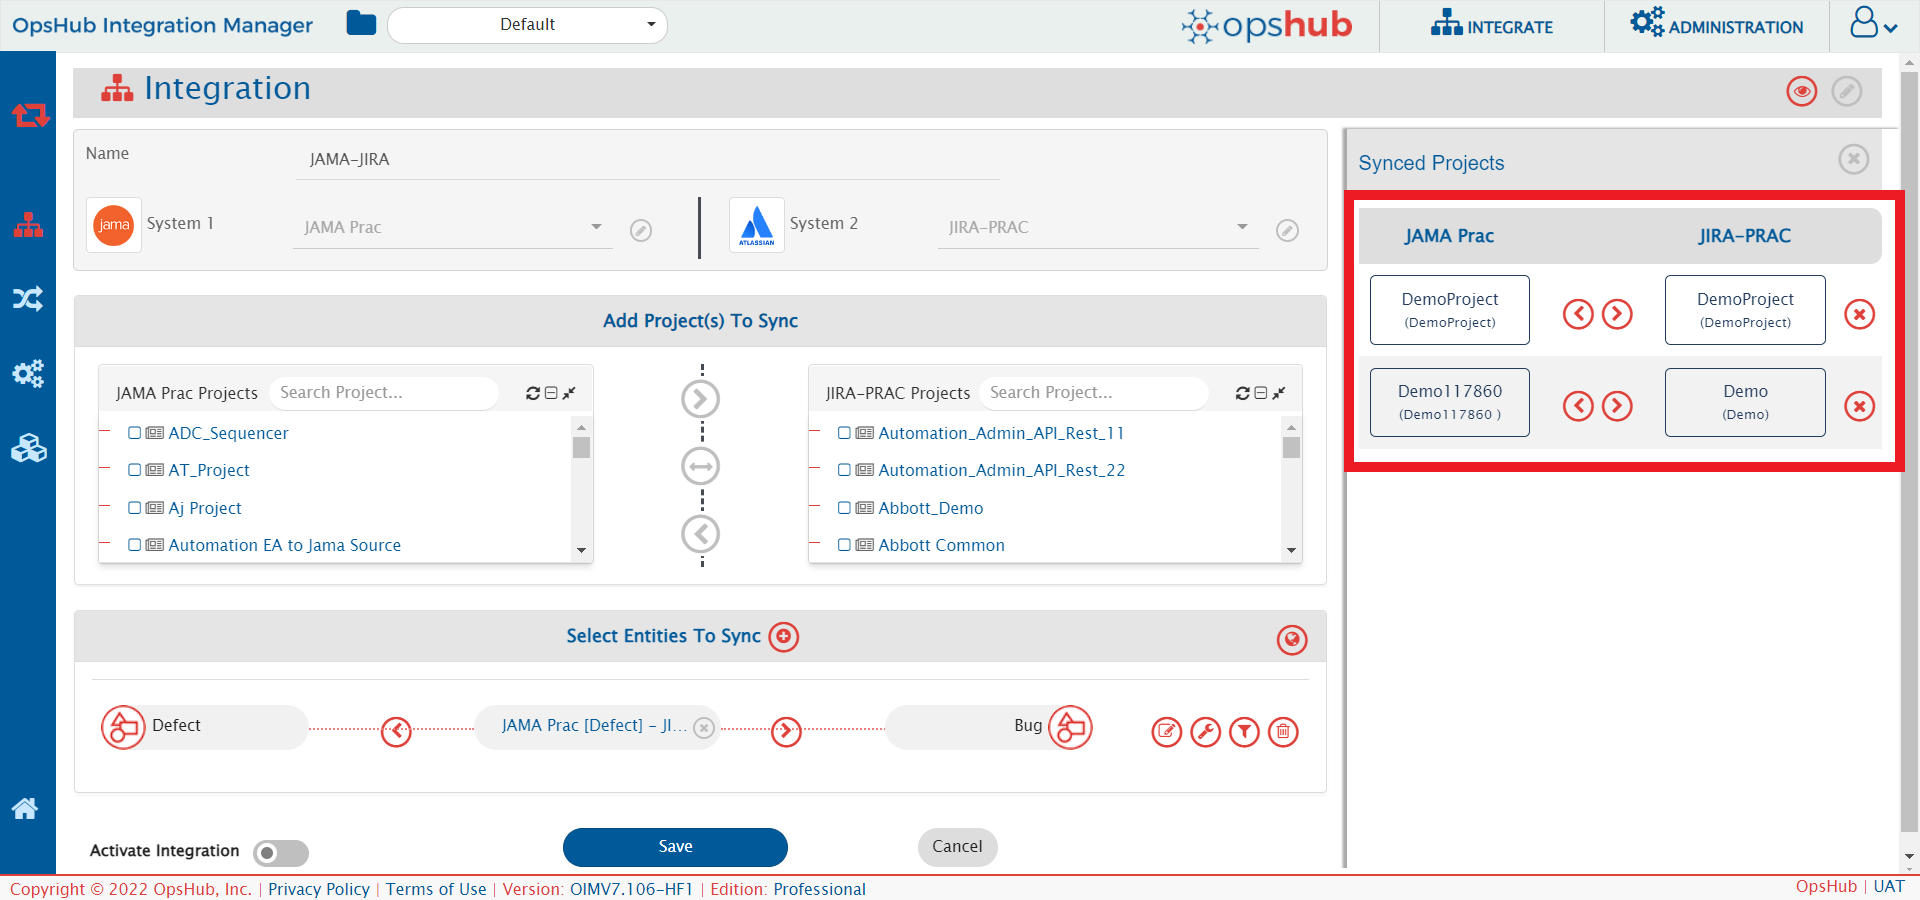 OpsHub Integration Manager
Default
opshub
INTEGRATE
ADMINISTRATION
Integration
Name
JAMA-JIRA
jama
System 1
JAMA Prac
ATLASSIAN
System 2
JIRA-PRAC
Add Project(s) To Sync
JAMA Prac Projects
Search Project...
ADC_Sequencer
AT_Project
Aj Project
Automation EA to Jama Source
JIRA-PRAC Projects
Search Project...
Automation_Admin_API_Rest_11
Automation_Admin_API_Rest_22
Abbott_Demo
Abbott Common
Select Entities To Sync
Defect
JAMA Prac [Defect] - JI...
Bug
Activate Integration
Save
Cancel
Synced Projects
JAMA Prac
JIRA-PRAC
DemoProject
(DemoProject)
DemoProject
(DemoProject)
Demo117860
(Demo117860 )
Demo
(Demo)
Copyright © 2022 OpsHub, Inc. | Privacy Policy | Terms of Use | Version: OIMV7.106-HF1 | Edition: Professional
OpsHub | UAT